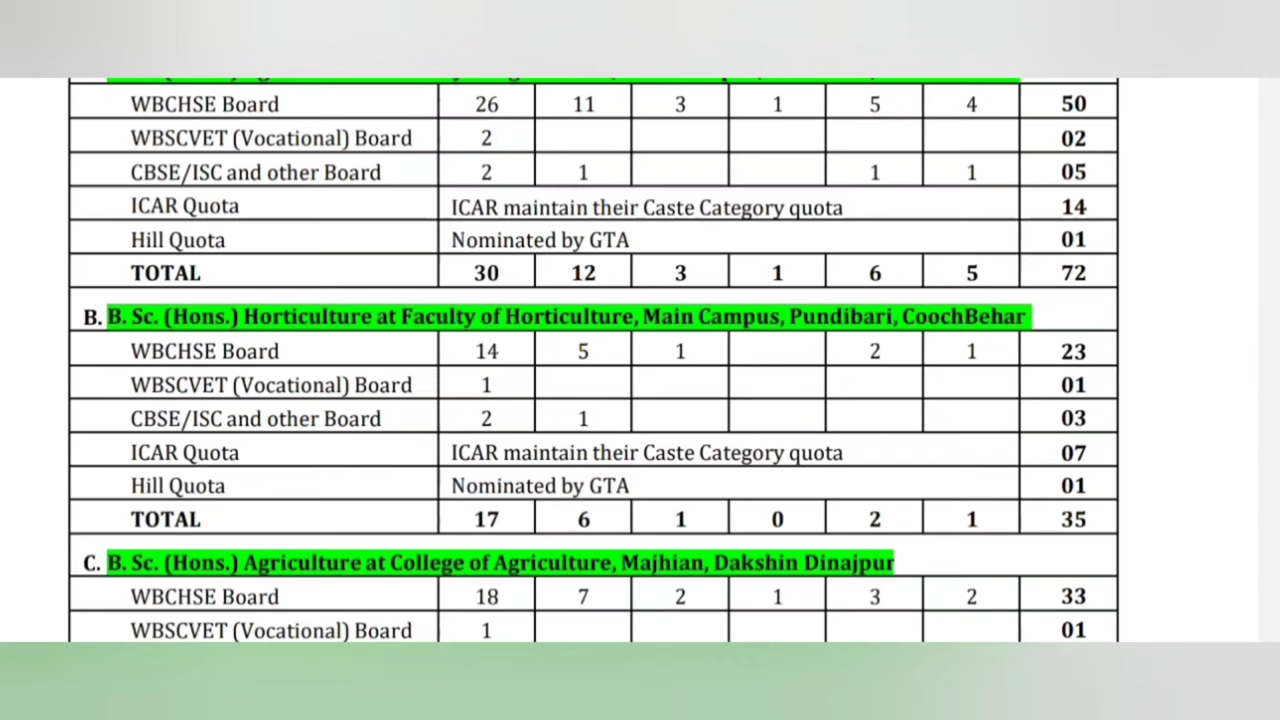 WBCHSE Board 26 11 3 1 5 4 50
WBSCVET (Vocational) Board 2 02
CBSE/ISC and other Board 2 1 1 1 05
ICAR Quota ICAR maintain their Caste Category quota 14
Hill Quota Nominated by GTA 01
TOTAL 30 12 3 1 6 5 72
B. B. Sc. (Hons.) Horticulture at Faculty of Horticulture, Main Campus, Pundibari, CoochBehar
WBCHSE Board 14 5 1 2 1 23
WBSCVET (Vocational) Board 1 01
CBSE/ISC and other Board 2 1 03
ICAR Quota ICAR maintain their Caste Category quota 07
Hill Quota Nominated by GTA 01
TOTAL 17 6 1 0 2 1 35
C. B. Sc. (Hons.) Agriculture at College of Agriculture, Majhian, Dakshin Dinajpur
WBCHSE Board 18 7 2 1 3 2 33
WBSCVET (Vocational) Board 1 01